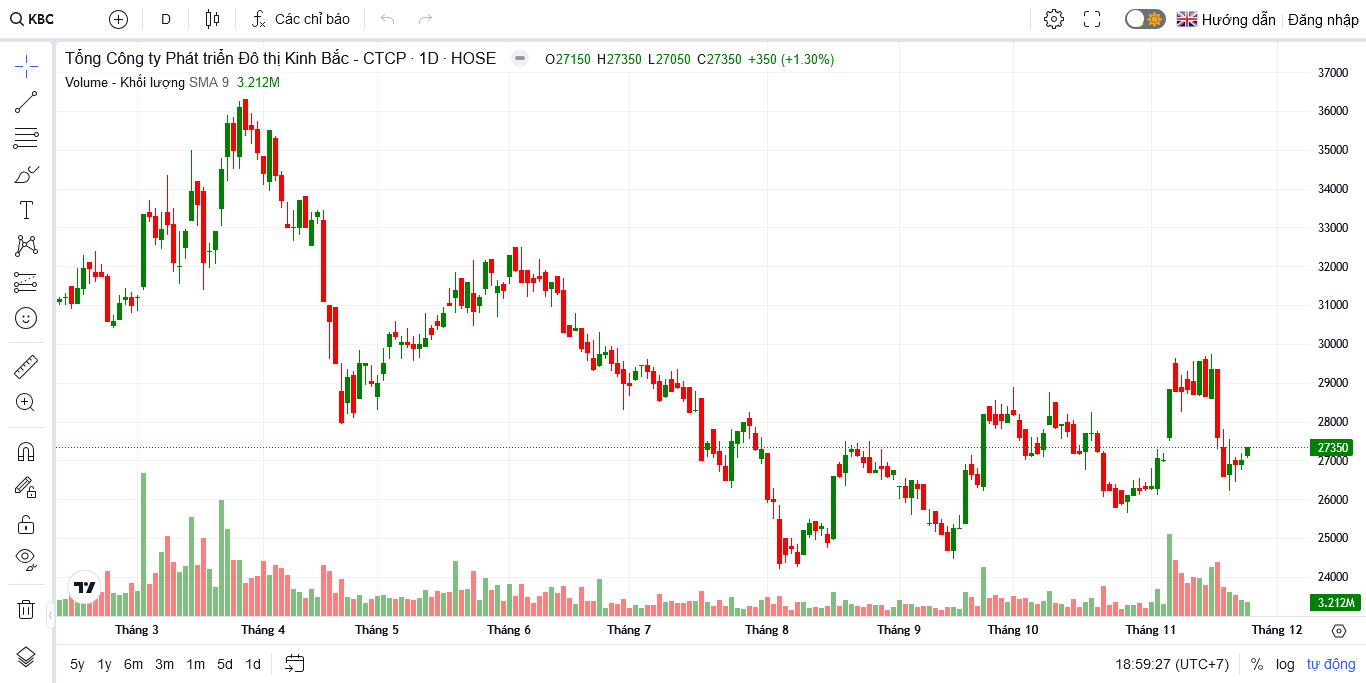 KBC D Các chỉ báo Hướng dẫn Đăng nhập
Tổng Công ty Phát triển Đô thị Kinh Bắc - CTCP · 1D · HOSE O27150 H27350 L27050 C27350 +350 (+1.30%)
Volume - Khối lượng SMA 9 3.212M
37000
36000
35000
34000
33000
32000
31000
30000
29000
28000
27350
27000
26000
25000
24000
3.212M
Tháng 3 Tháng 4 Tháng 5 Tháng 6 Tháng 7 Tháng 8 Tháng 9 Tháng 10 Tháng 11 Tháng 12
5y 1y 6m 3m 1m 5d 1d 18:59:27 (UTC+7) % log tự động